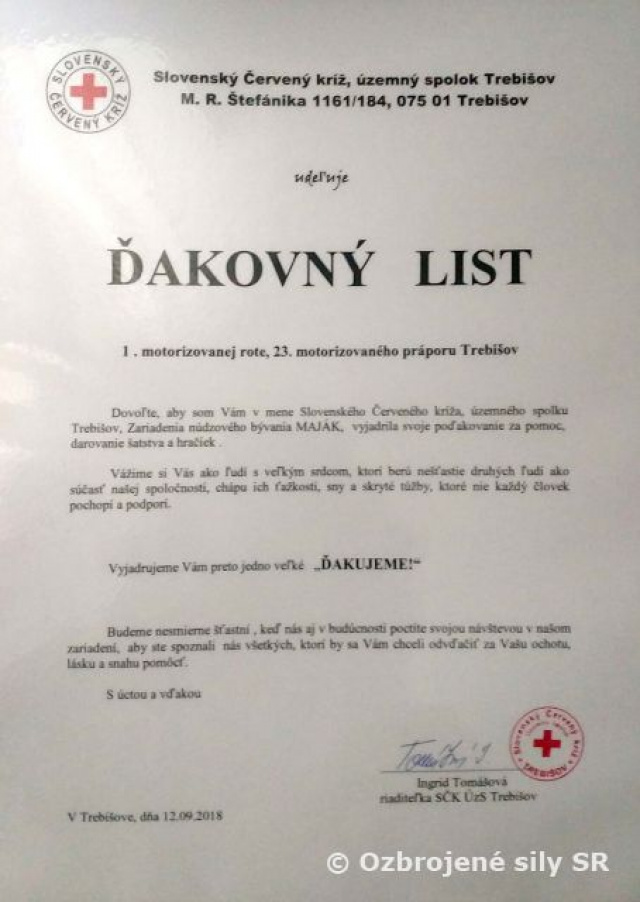 SLOVENSKÝ ČERVENÝ KRÍŽ
Slovenský Červený kríž, územný spolok Trebišov
M. R. Štefánika 1161/184, 075 01 Trebišov
udeľuje
ĎAKOVNÝ LIST
1 . motorizovanej rote, 23. motorizovaného práporu Trebišov
Dovoľte, aby som Vám v mene Slovenského Červeného kríža, územného spolku
Trebišov, Zariadenia núdzového bývania MAJÁK, vyjadrila svoje poďakovanie za pomoc,
darovanie šatstva a hračiek .
Vážime si Vás ako ľudí s veľkým srdcom, ktorí berú nešťastie druhých ľudí ako
súčasť našej spoločnosti, chápu ich ťažkosti, sny a skryté túžby, ktoré nie každý človek
pochopí a podporí.
Vyjadrujeme Vám preto jedno veľké „ĎAKUJEME!“
Budeme nesmierne šťastní , keď nás aj v budúcnosti poctíte svojou návštevou v našom
zariadení, aby ste spoznali nás všetkých, ktorí by sa Vám chceli odvďačiť za Vašu ochotu,
lásku a snahu pomôcť.
S úctou a vďakou
Slovenský Červený kríž
TREBIŠOV
Ingrid Tomášová
riaditeľka SČK ÚzS Trebišov
V Trebišove, dňa 12.09.2018
© Ozbrojené sily SR